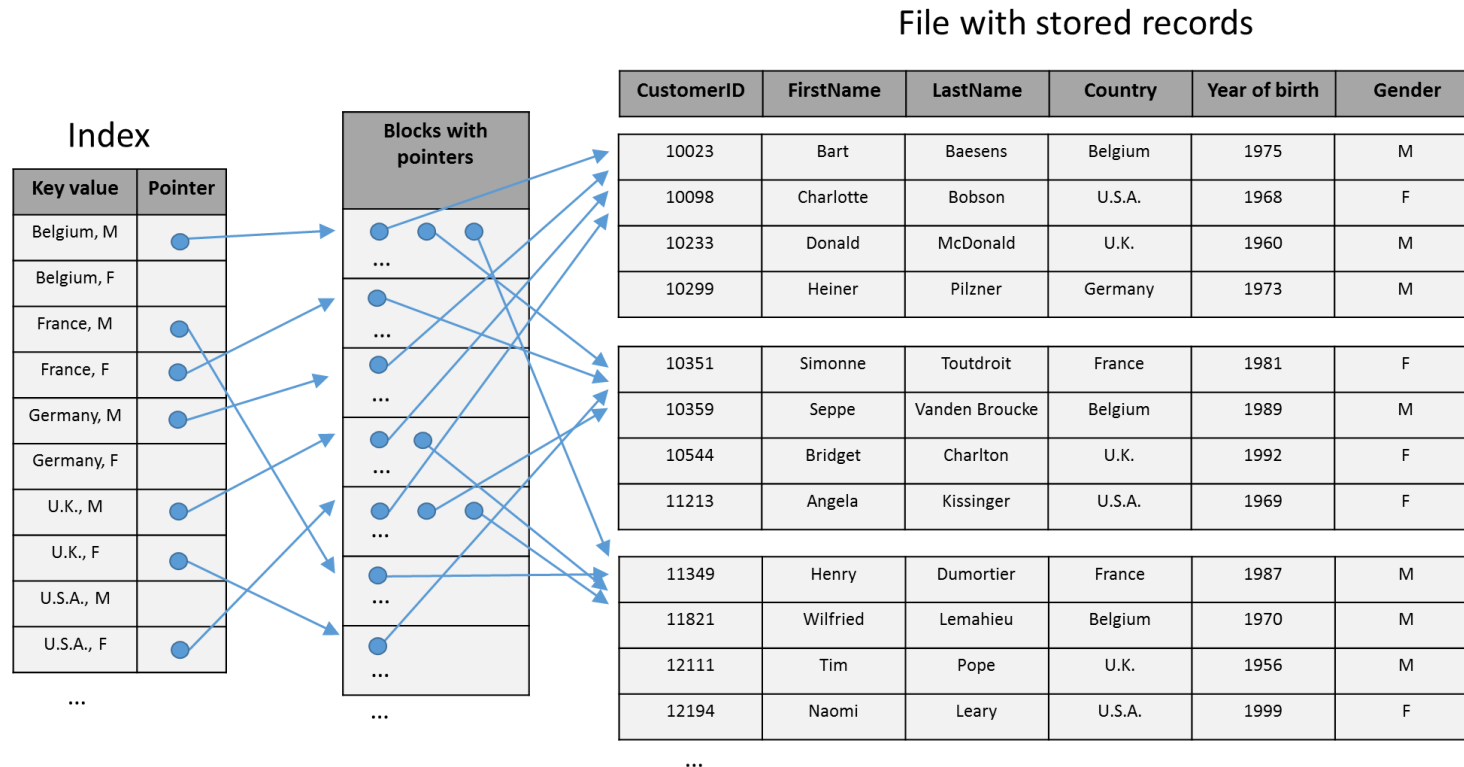 File with stored records
Index
Key value Pointer
Belgium, M
Belgium, F
France, M
France, F
Germany, M
Germany, F
U.K., M
U.K., F
U.S.A., M
U.S.A., F
...
Blocks with
pointers
...
...
...
...
...
...
...
...
CustomerID FirstName LastName Country Year of birth Gender
10023 Bart Baesens Belgium 1975 M
10098 Charlotte Bobson U.S.A. 1968 F
10233 Donald McDonald U.K. 1960 M
10299 Heiner Pilzner Germany 1973 M
10351 Simonne Toutdroit France 1981 F
10359 Seppe Vanden Broucke Belgium 1989 M
10544 Bridget Charlton U.K. 1992 F
11213 Angela Kissinger U.S.A. 1969 F
11349 Henry Dumortier France 1987 M
11821 Wilfried Lemahieu Belgium 1970 M
12111 Tim Pope U.K. 1956 M
12194 Naomi Leary U.S.A. 1999 F
...